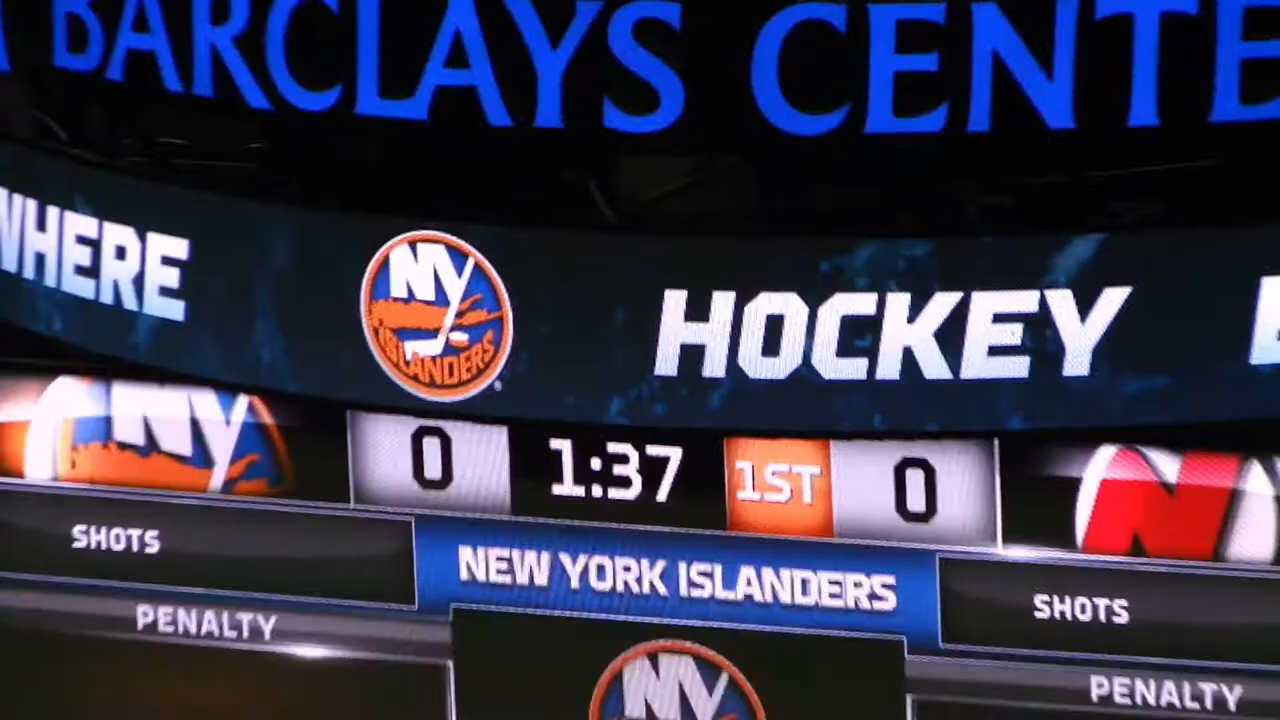 BARCLAYS CENTE
WHERE
NY
ISLANDERS
HOCKEY
NY
0
1:37
1ST
0
N
SHOTS
NEW YORK ISLANDERS
SHOTS
PENALTY
NY
PENALTY